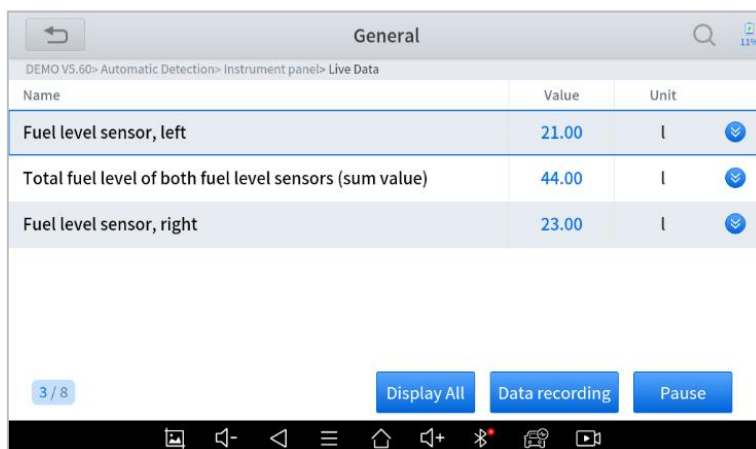 General
11%
DEMO V5.60> Automatic Detection> Instrument panel> Live Data
Name Value Unit
Fuel level sensor, left 21.00 l
Total fuel level of both fuel level sensors (sum value) 44.00 l
Fuel level sensor, right 23.00 l
3 / 8 Display All Data recording Pause